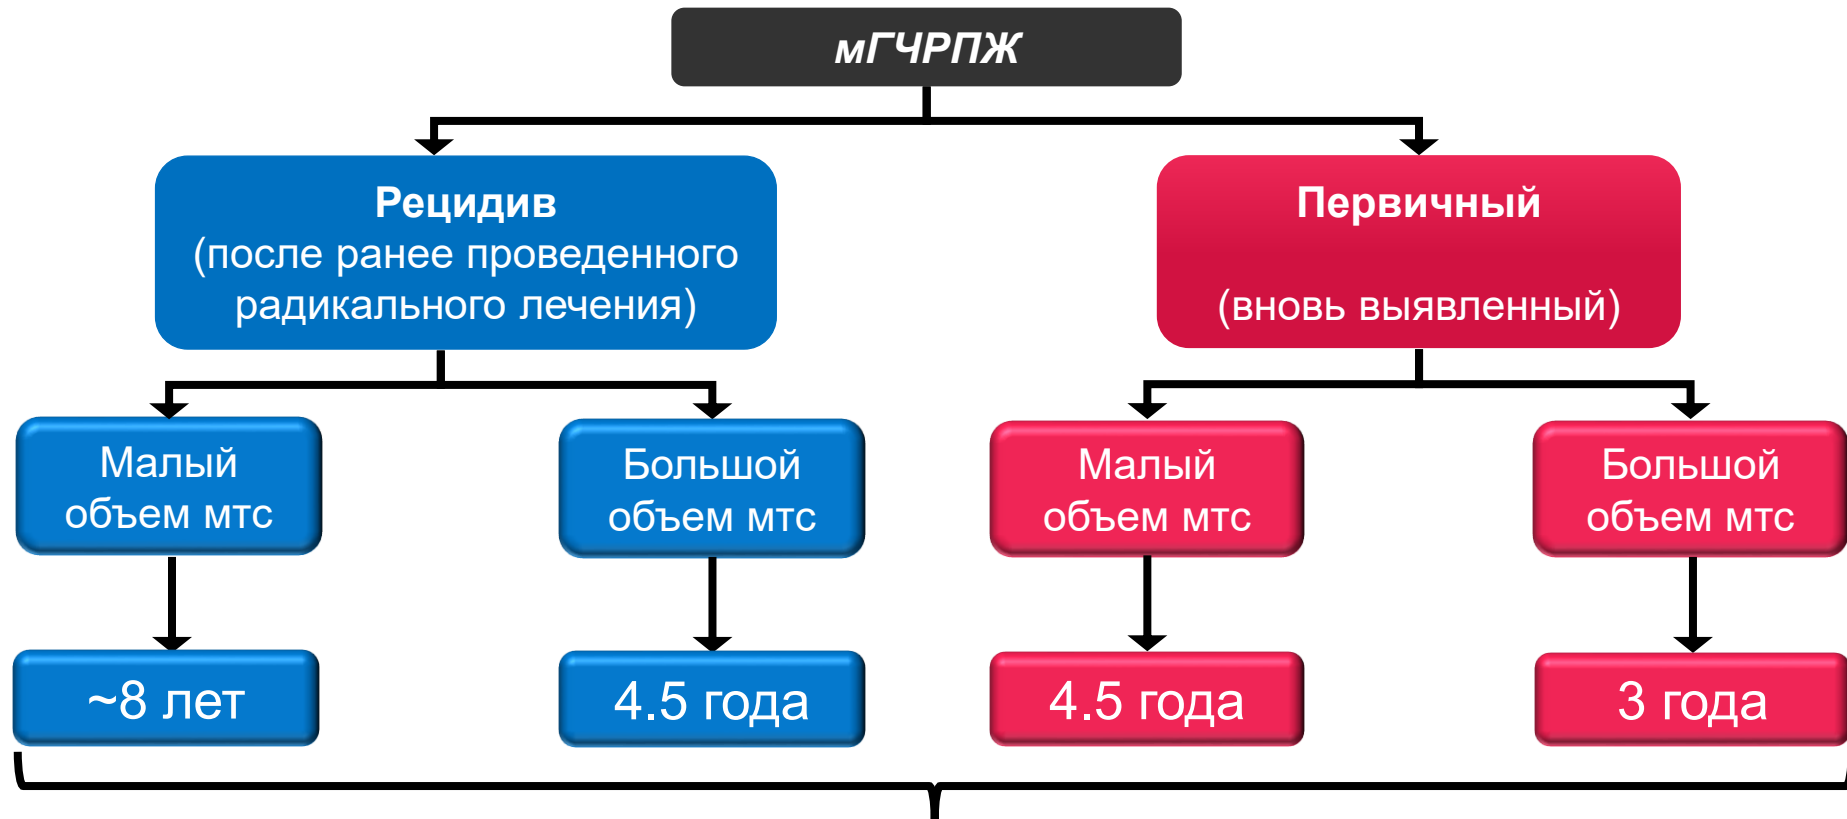 мГЧРПЖ
Рецидив
(после ранее проведенного
радикального лечения)
Первичный
(вновь выявленный)
Малый
объем мтс
Большой
объем мтс
Малый
объем мтс
Большой
объем мтс
~8 лет
4.5 года
4.5 года
3 года